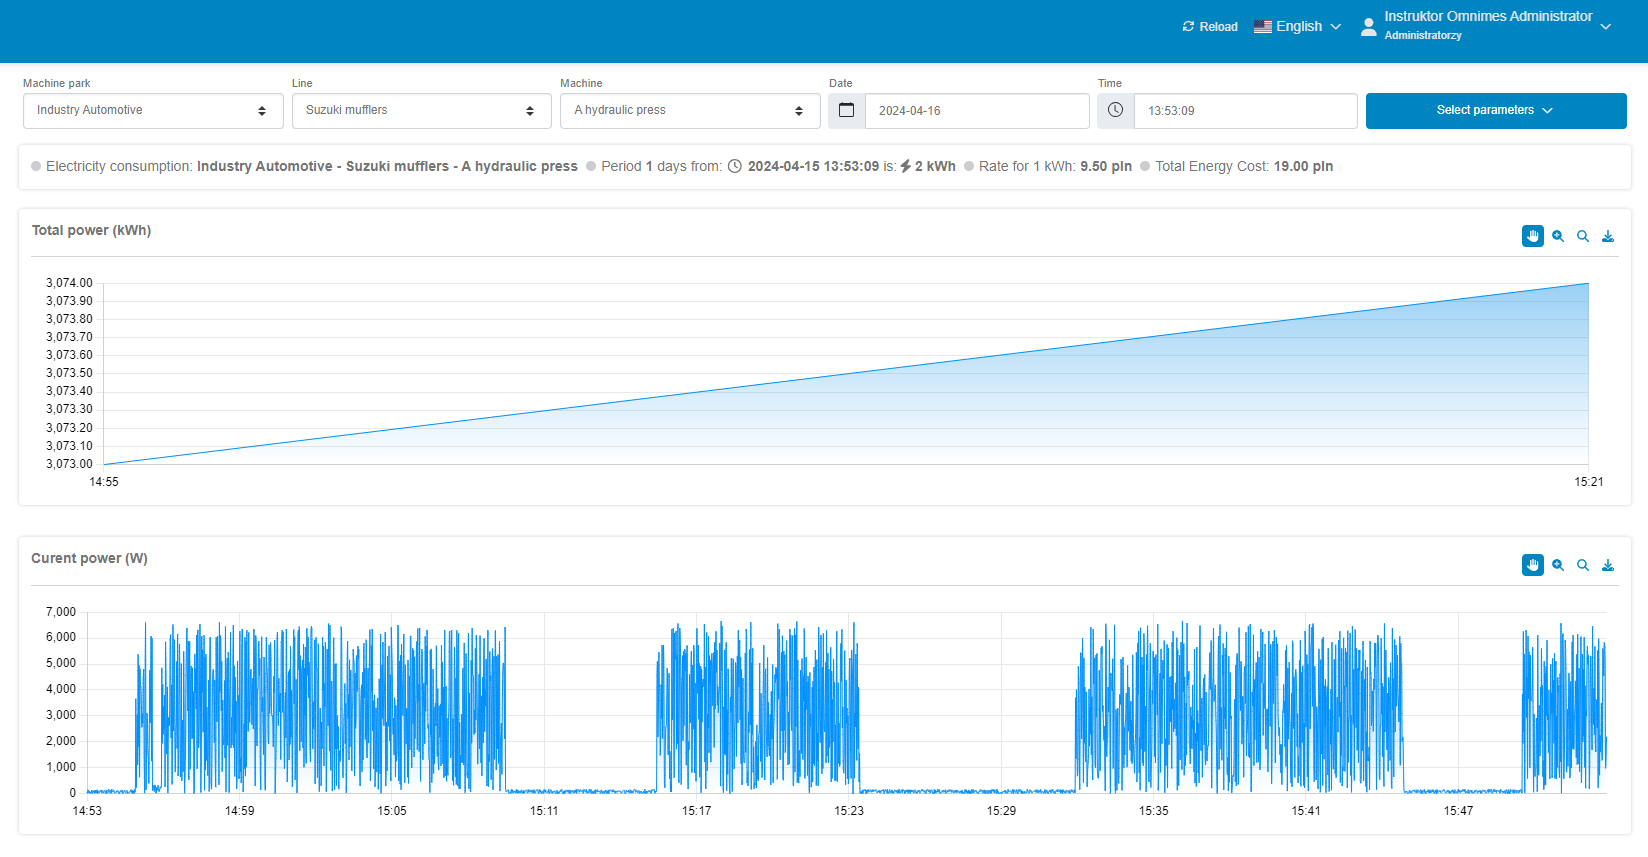 Reload
English
Instruktor Omnimes Administrator
Administratorzy
Machine park
Line
Machine
Date
Time
Industry Automotive
Suzuki mufflers
A hydraulic press
2024-04-16
13:53:09
Select parameters
Electricity consumption: Industry Automotive - Suzuki mufflers - A hydraulic press Period 1 days from: 2024-04-15 13:53:09 is: 2 kWh Rate for 1 kWh: 9.50 pln Total Energy Cost: 19.00 pln
Total power (kWh)
3,074.00
3,073.90
3,073.80
3,073.70
3,073.60
3,073.50
3,073.40
3,073.30
3,073.20
3,073.10
3,073.00
14:55 15:21
Curent power (W)
7,000
6,000
5,000
4,000
3,000
2,000
1,000
0
14:53 14:59 15:05 15:11 15:17 15:23 15:29 15:35 15:41 15:47